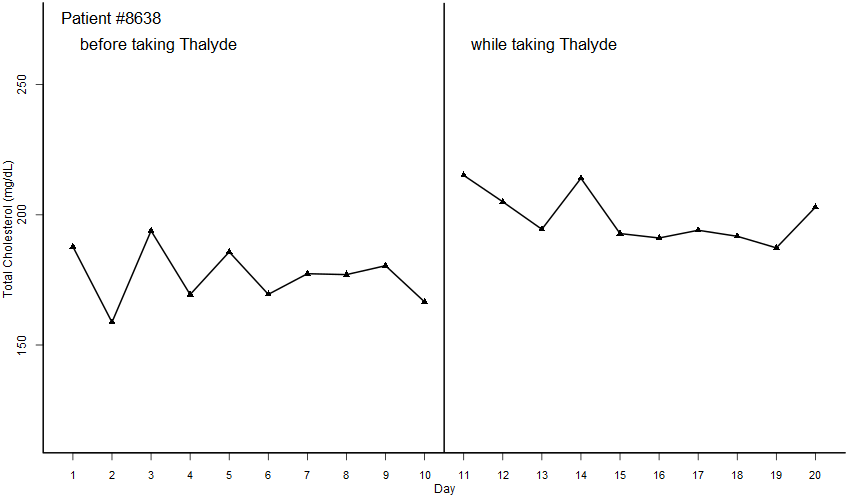 Patient #8638
before taking Thalyde
while taking Thalyde
Total Cholesterol (mg/dL)
250
200
150
1 2 3 4 5 6 7 8 9 10 11 12 13 14 15 16 17 18 19 20
Day